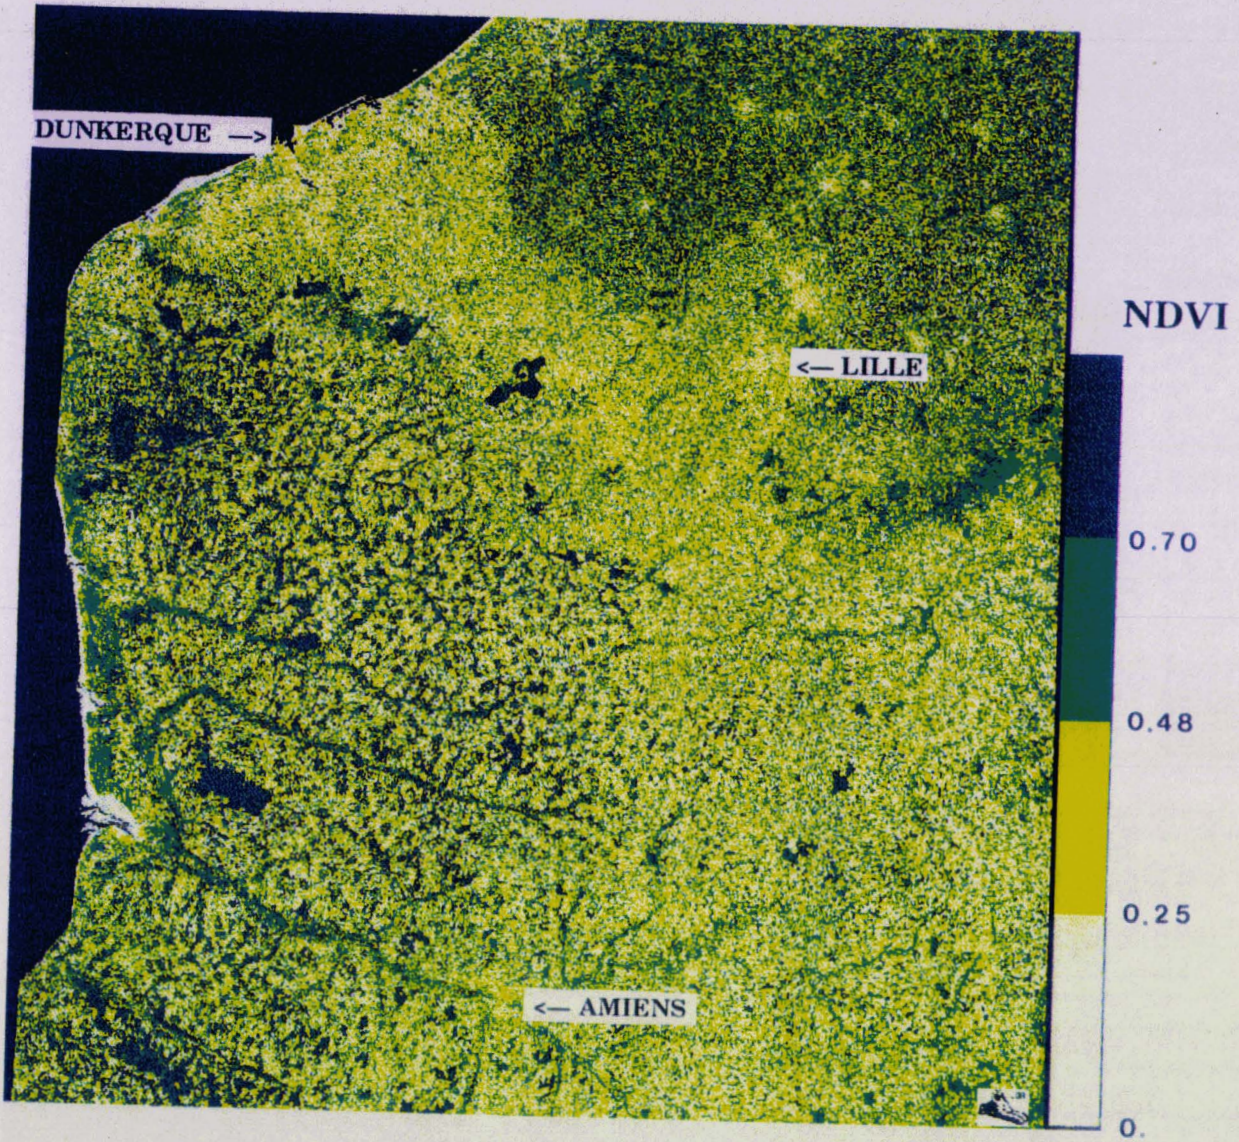 DUNKERQUE —>
NDVI
<— LILLE
0.70
0.48
0.25
<— AMIENS
0.